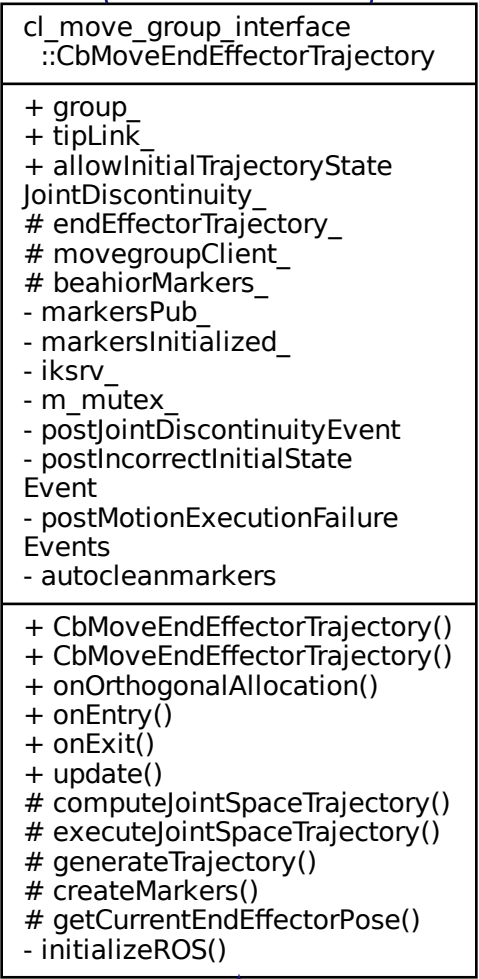 cl_move_group_interface
::CbMoveEndEffectorTrajectory
+ group_
+ tipLink_
+ allowInitialTrajectoryState
JointDiscontinuity_
# endEffectorTrajectory_
# movegroupClient_
# beahiorMarkers_
- markersPub_
- markersInitialized_
- iksrv_
- m_mutex_
- postJointDiscontinuityEvent
- postIncorrectInitialState
Event
- postMotionExecutionFailure
Events
- autocleanmarkers
+ CbMoveEndEffectorTrajectory()
+ CbMoveEndEffectorTrajectory()
+ onOrthogonalAllocation()
+ onEntry()
+ onExit()
+ update()
# computeJointSpaceTrajectory()
# executeJointSpaceTrajectory()
# generateTrajectory()
# createMarkers()
# getCurrentEndEffectorPose()
- initializeROS()